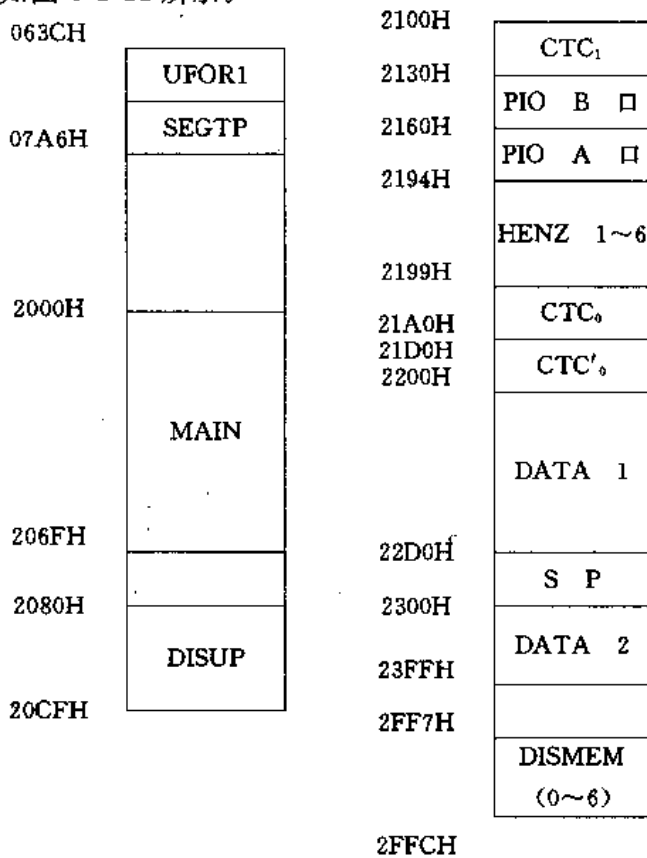 063CH
UFOR1
SEGTP
07A6H
2000H
MAIN
206FH
2080H
DISUP
20CFH
2100H
CTC₁
2130H
PIO B 口
2160H
PIO A 口
2194H
HENZ 1~6
2199H
CTC₀
21A0H
21D0H
CTC'₀
2200H
DATA 1
22D0H
S P
2300H
DATA 2
23FFH
2FF7H
DISMEM
(0~6)
2FFCH